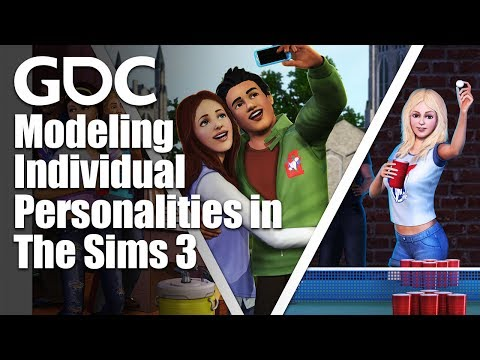 GDC
Modeling
Individual
Personalities in
The Sims 3